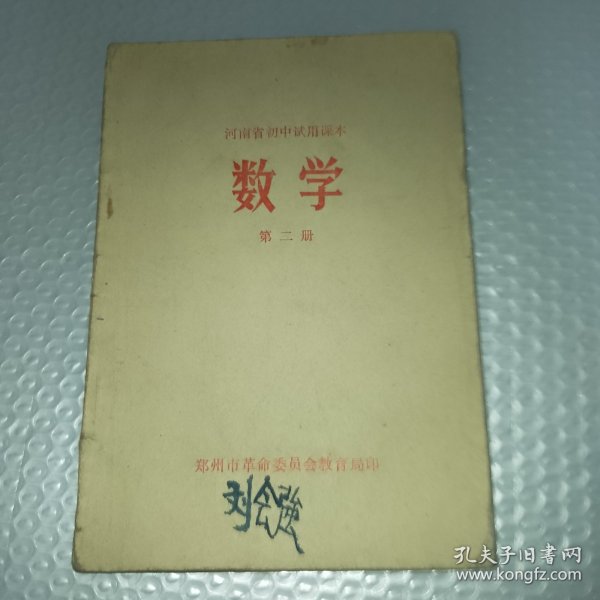 河南省初中试用课本
数学
第二册
郑州市革命委员会教育局印
刘会強
孔夫子旧书网
www.kongfz.com